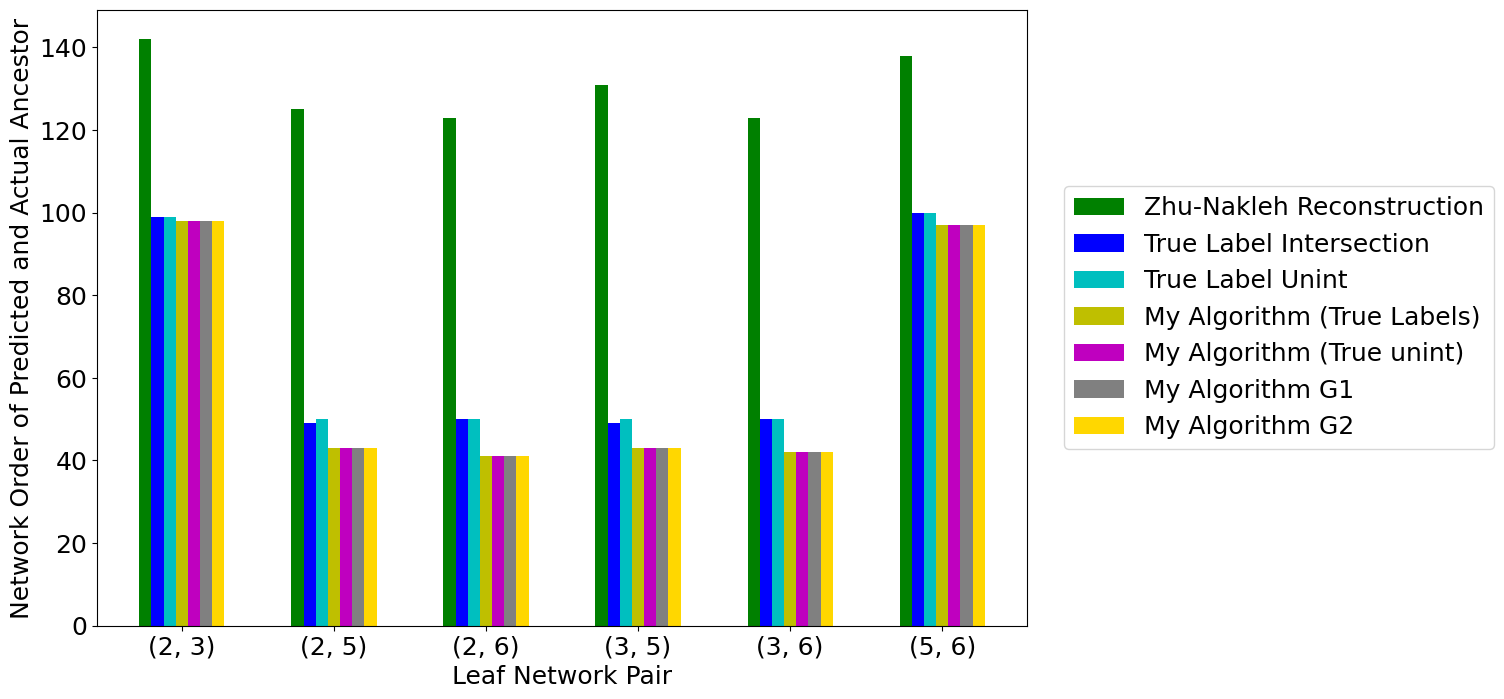 Network Order of Predicted and Actual Ancestor
140
120
100
80
60
40
20
0
(2, 3) (2, 5) (2, 6) (3, 5) (3, 6) (5, 6)
Leaf Network Pair
Zhu-Nakleh Reconstruction
True Label Intersection
True Label Unint
My Algorithm (True Labels)
My Algorithm (True unint)
My Algorithm G1
My Algorithm G2